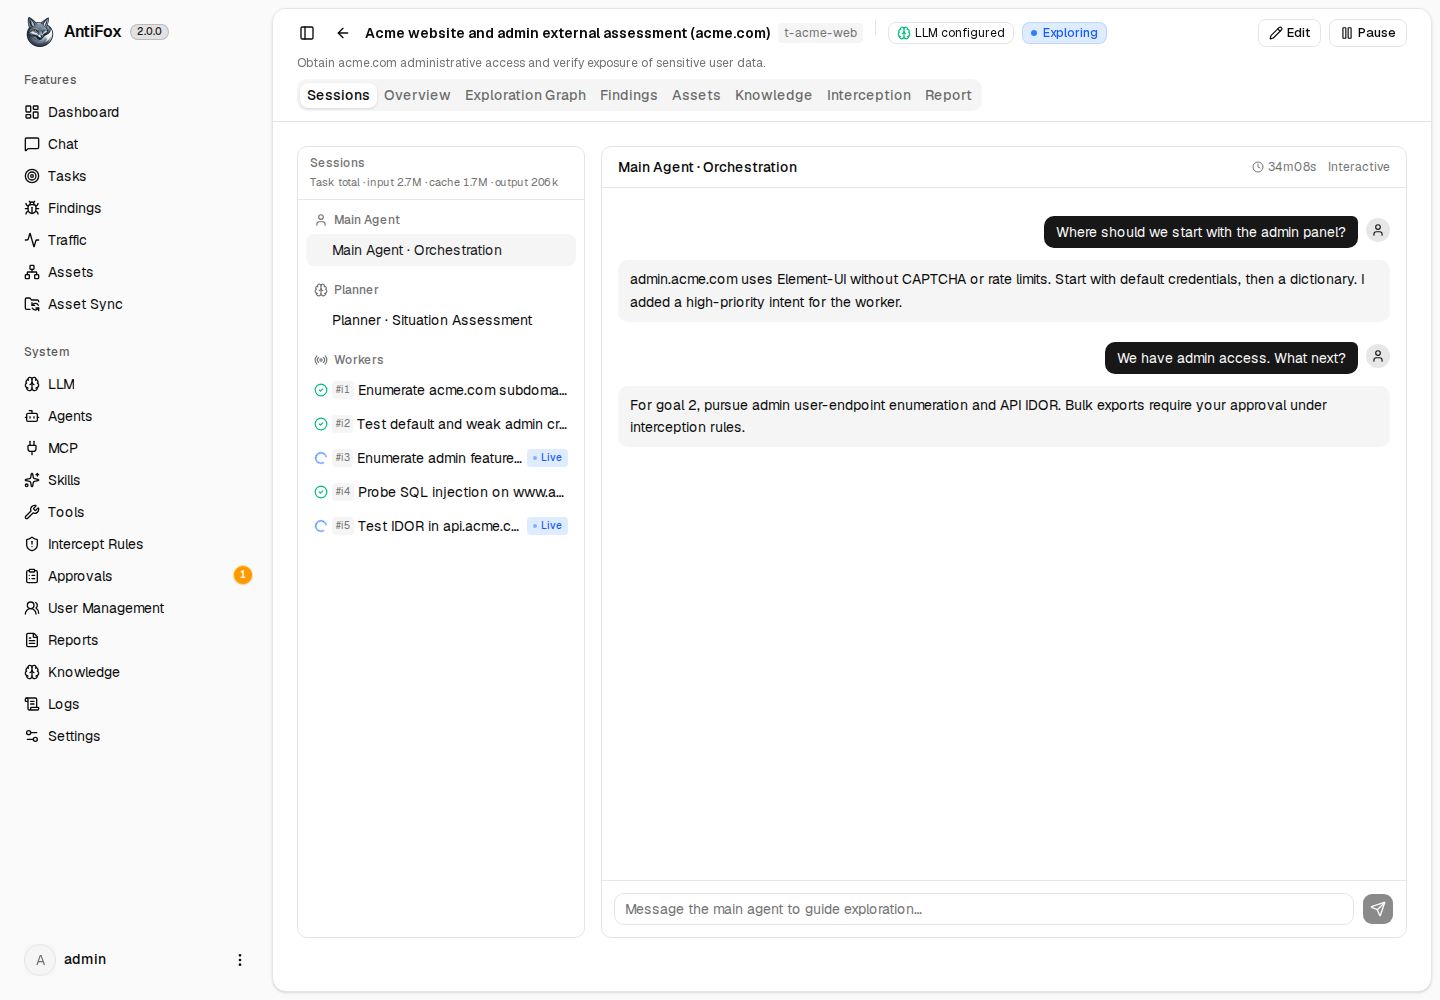 AntiFox 2.0.0
Features
Dashboard
Chat
Tasks
Findings
Traffic
Assets
Asset Sync
System
LLM
Agents
MCP
Skills
Tools
Intercept Rules
Approvals 1
User Management
Reports
Knowledge
Logs
Settings
A admin
Acme website and admin external assessment (acme.com) t-acme-web LLM configured Exploring Edit Pause
Obtain acme.com administrative access and verify exposure of sensitive user data.
Sessions Overview Exploration Graph Findings Assets Knowledge Interception Report
Sessions
Task total · input 2.7M · cache 1.7M · output 206k
Main Agent
Main Agent · Orchestration
Planner
Planner · Situation Assessment
Workers
#i1 Enumerate acme.com subdoma...
#i2 Test default and weak admin cr...
#i3 Enumerate admin feature... Live
#i4 Probe SQL injection on www.a...
#i5 Test IDOR in api.acme.c... Live
Main Agent · Orchestration 34m08s Interactive
Where should we start with the admin panel?
admin.acme.com uses Element-UI without CAPTCHA or rate limits. Start with default credentials, then a dictionary. I
added a high-priority intent for the worker.
We have admin access. What next?
For goal 2, pursue admin user-endpoint enumeration and API IDOR. Bulk exports require your approval under
interception rules.
Message the main agent to guide exploration...